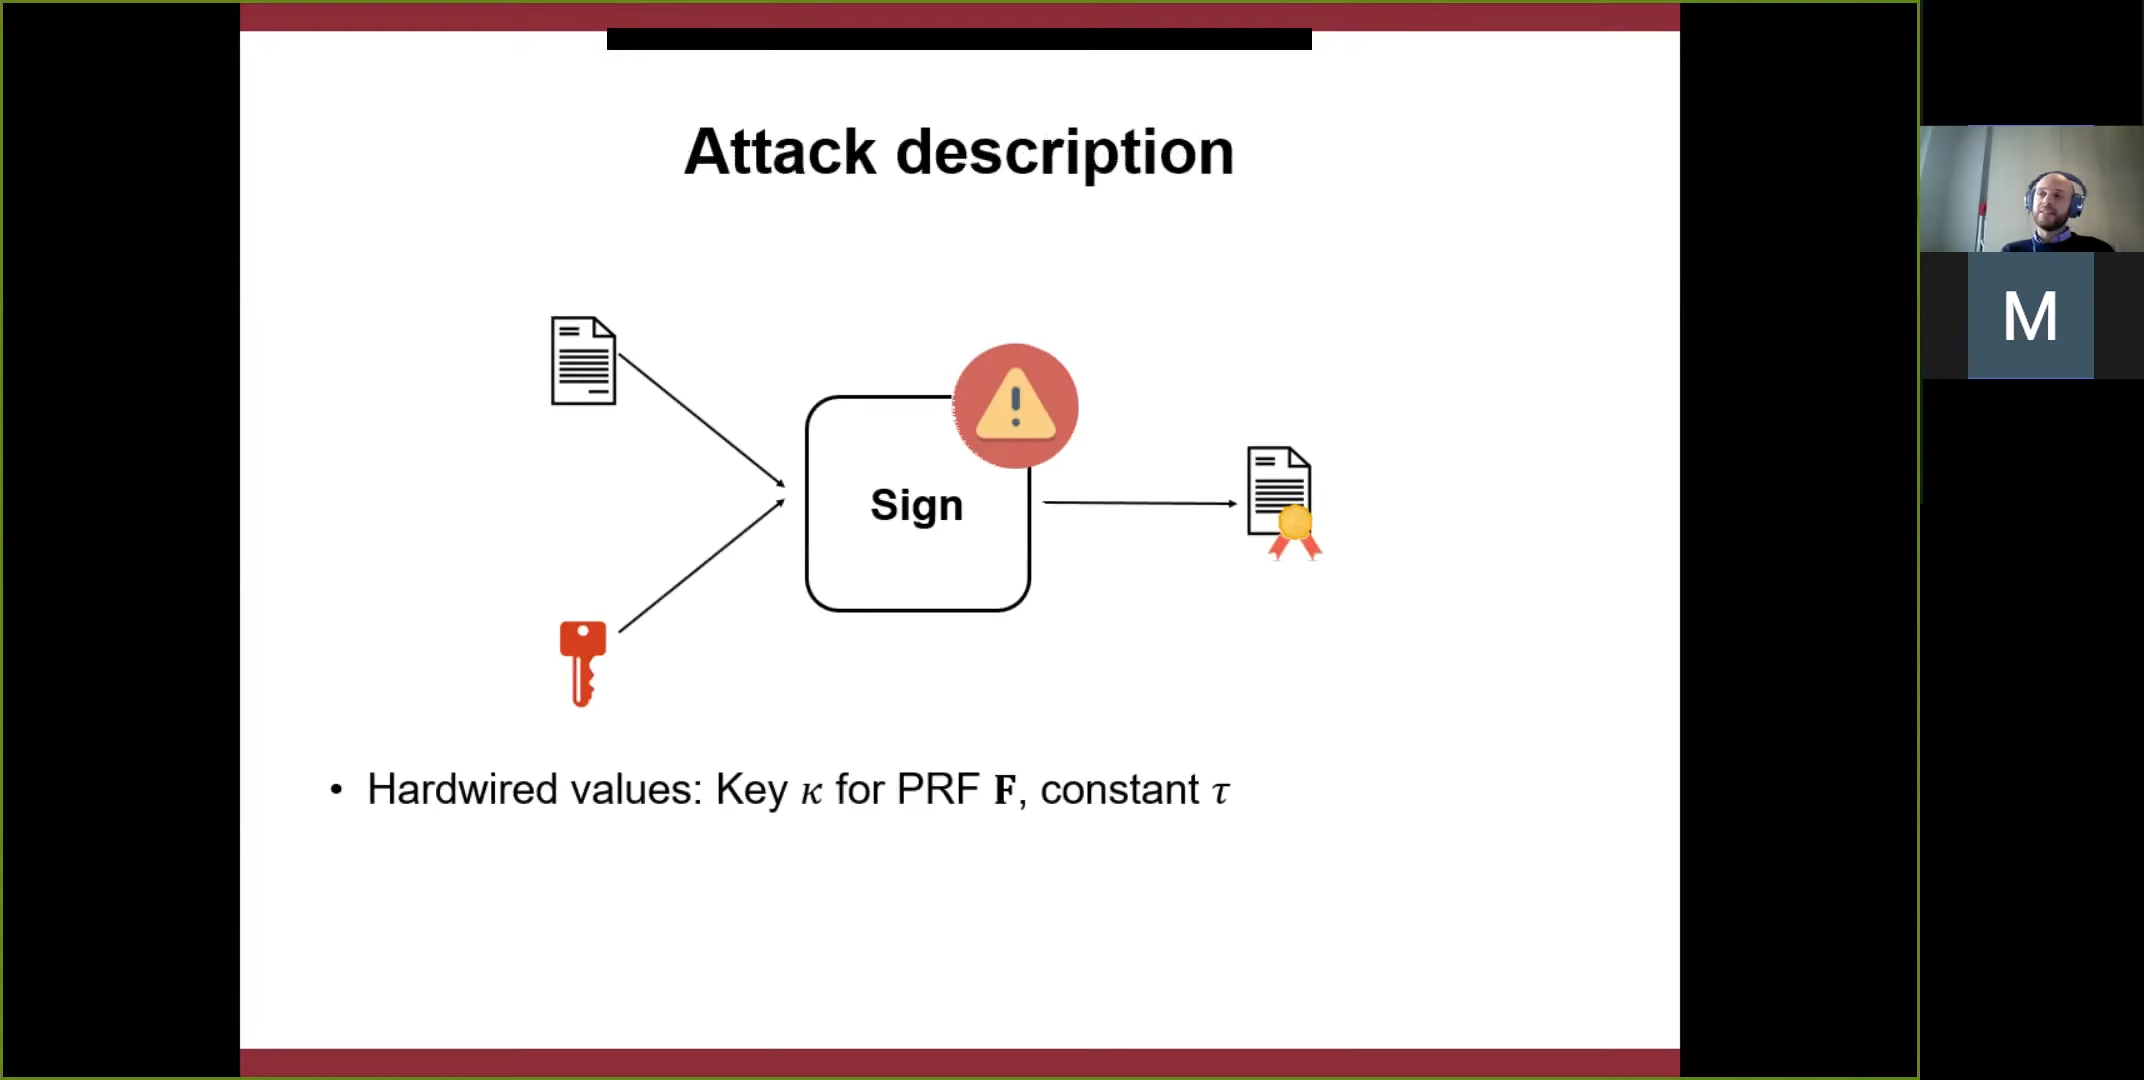 Attack description
Sign
• Hardwired values: Key κ for PRF F, constant τ
M